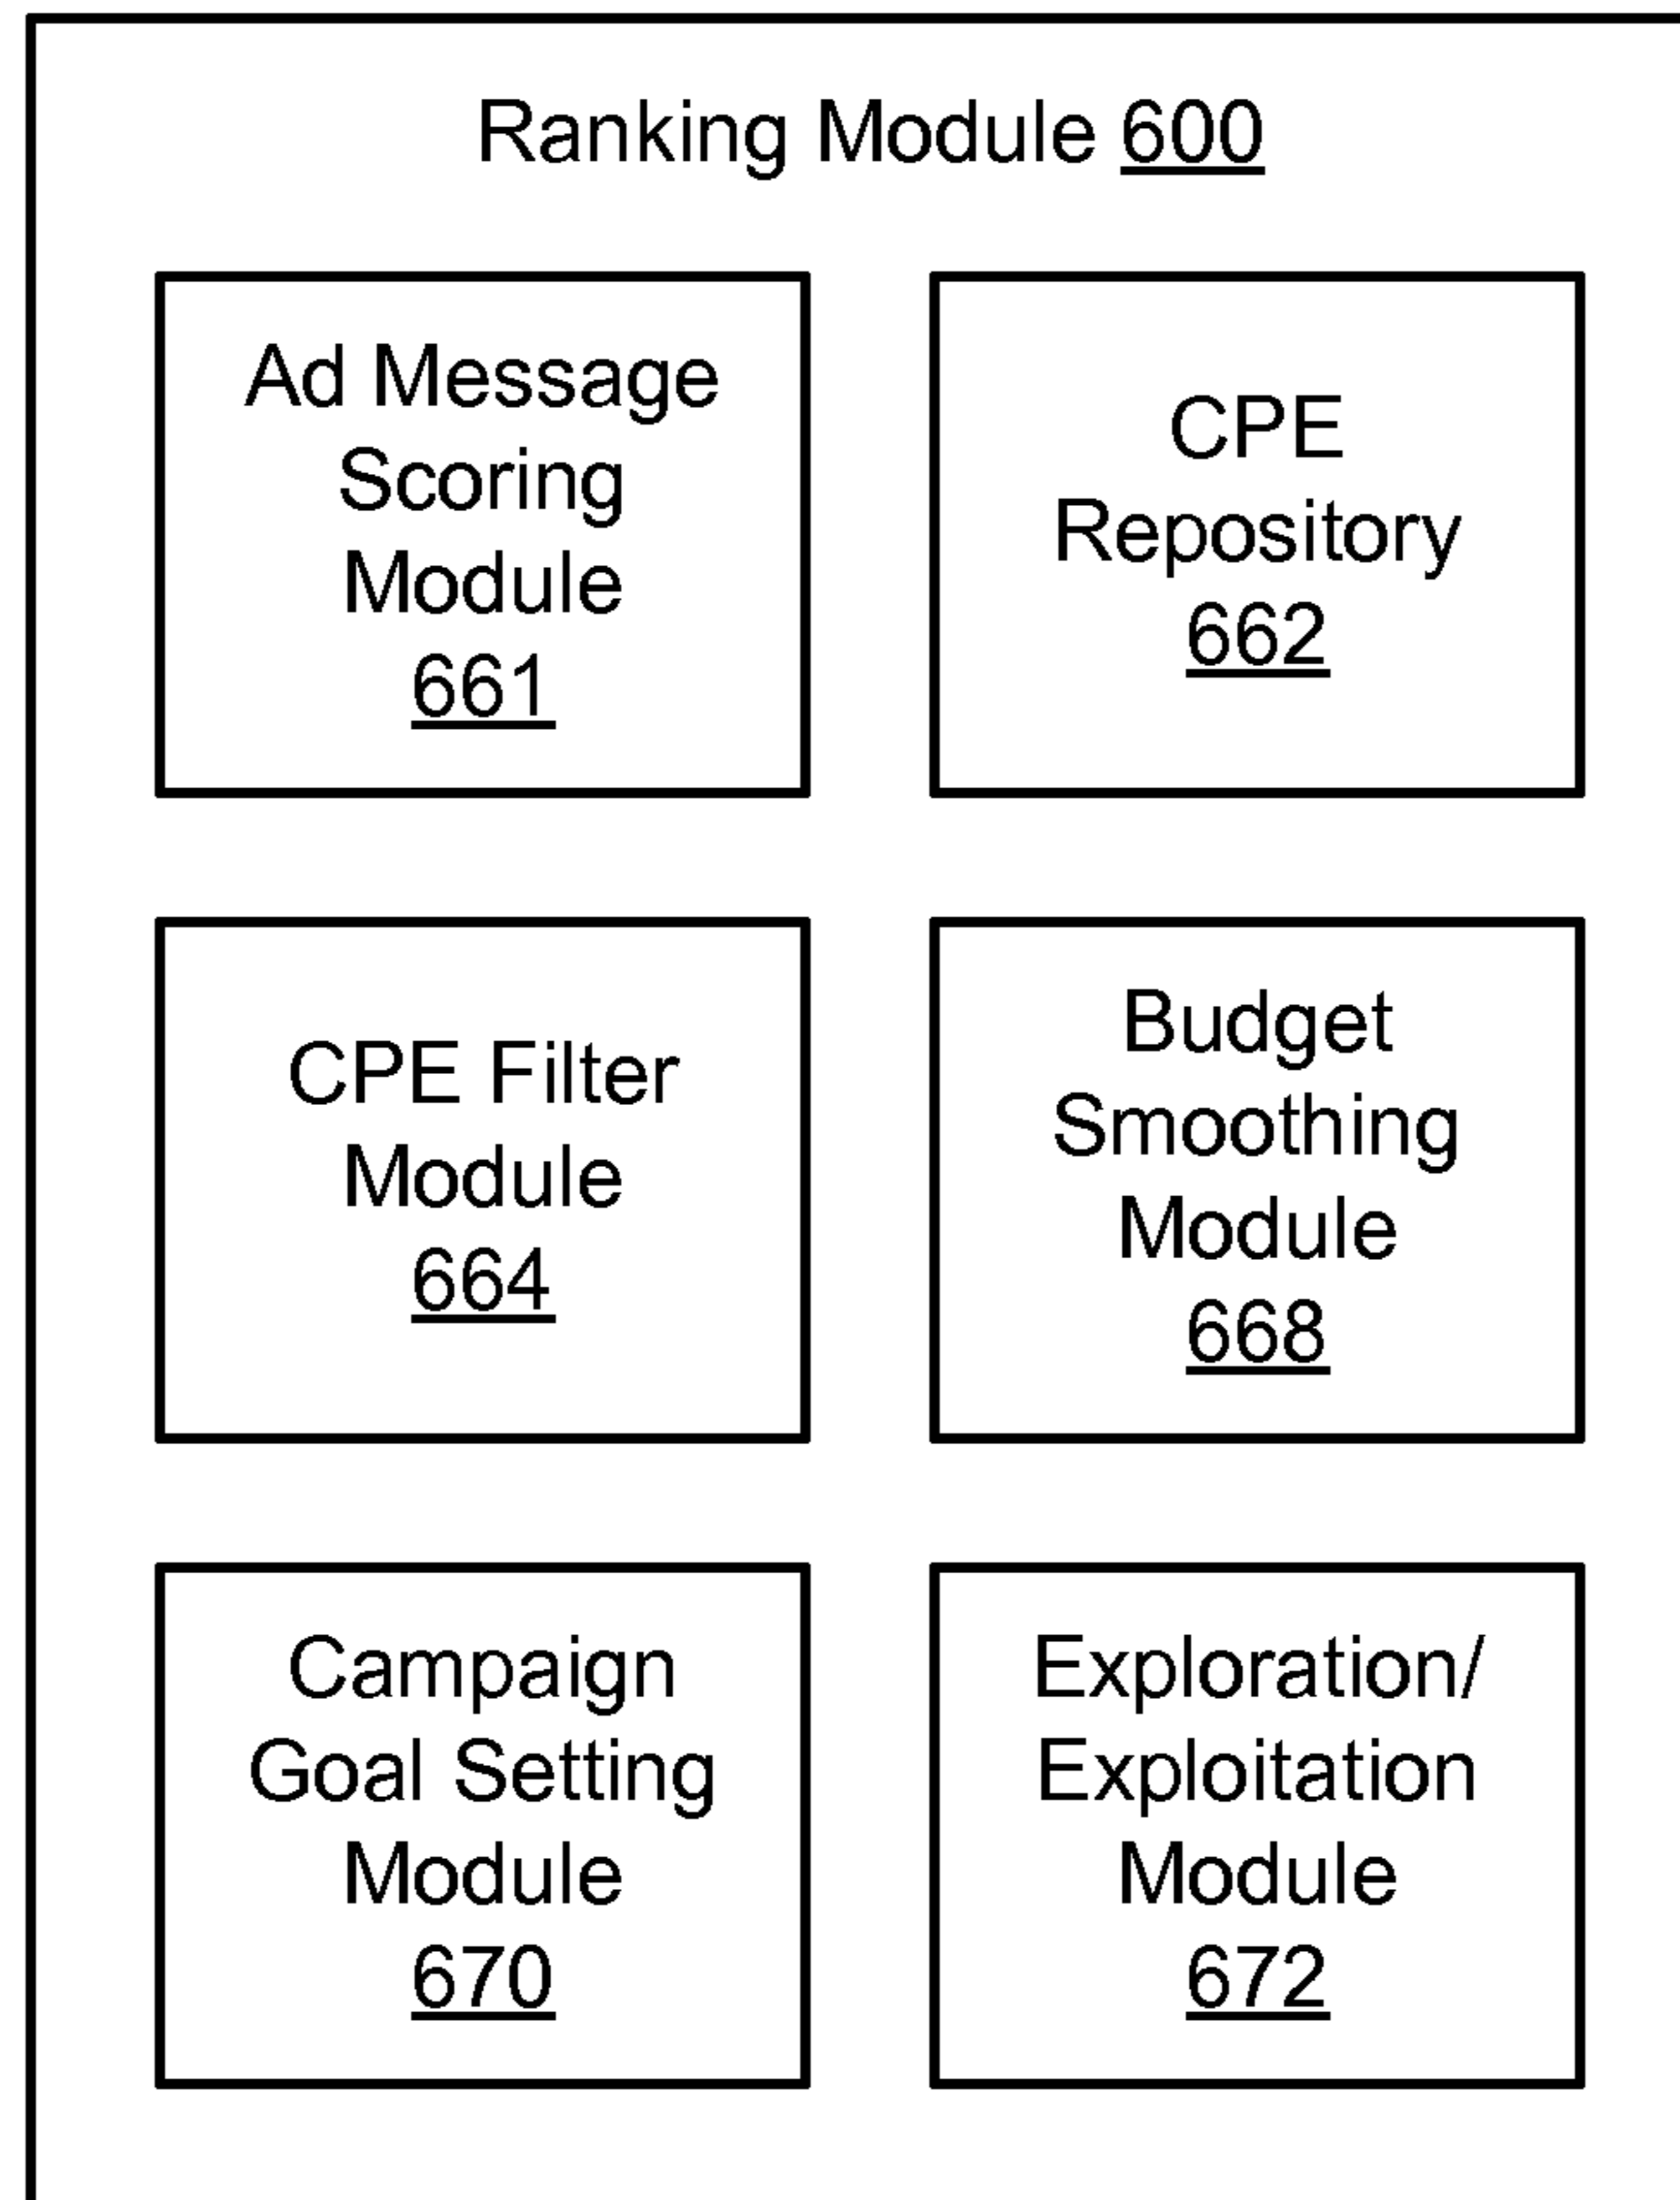 Ranking Module 600
Ad Message
Scoring
Module
661
CPE
Repository
662
CPE Filter
Module
664
Budget
Smoothing
Module
668
Campaign
Goal Setting
Module
670
Exploration/
Exploitation
Module
672